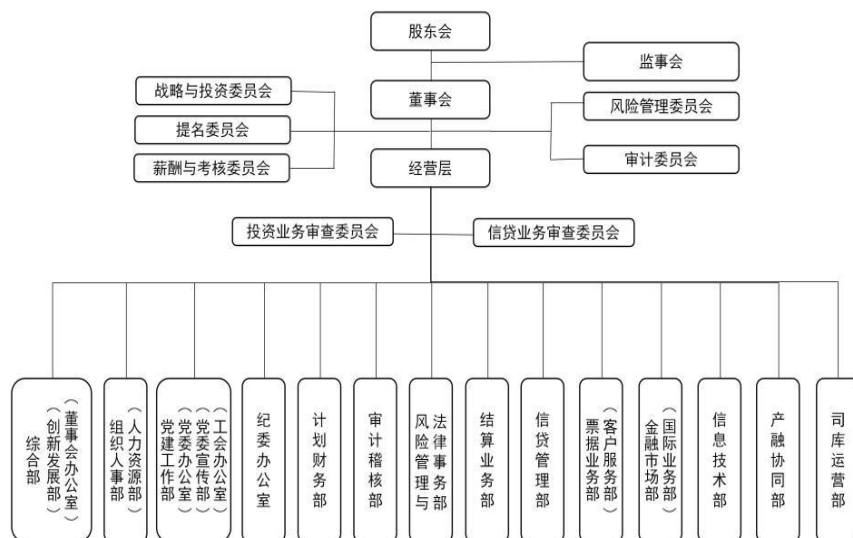 股东会
监事会
战略与投资委员会
董事会
风险管理委员会
提名委员会
薪酬与考核委员会
经营层
审计委员会
投资业务审查委员会
信贷业务审查委员会
综合部
（创新发展部）
（董事会办公室）
组织人事部
（人力资源部）
党建工作部
（党委办公室）
（党委宣传部）
（工会办公室）
纪委办公室
计划财务部
审计稽核部
风险管理与
法律事务部
结算业务部
信贷管理部
票据业务部
（客户服务部）
金融市场部
（国际业务部）
信息技术部
产融协同部
司库运营部